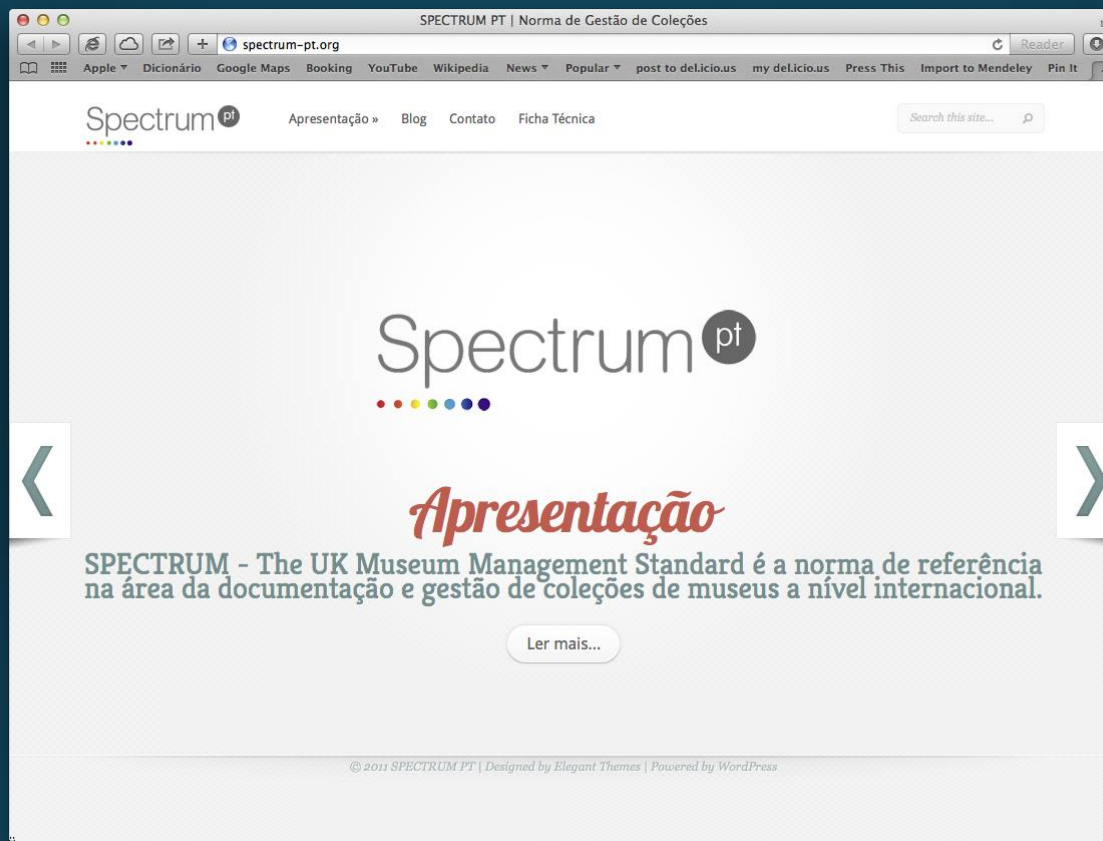 SPECTRUM PT | Norma de Gestão de Coleções
spectrum-pt.org
Reader
Apple Dicionário Google Maps Booking YouTube Wikipedia News Popular post to del.icio.us my del.icio.us Press This Import to Mendeley Pin It
Spectrum pt
Apresentação » Blog Contato Ficha Técnica
Search this site...
Spectrum pt
Apresentação
SPECTRUM - The UK Museum Management Standard é a norma de referência
na área da documentação e gestão de coleções de museus a nível internacional.
Ler mais...
© 2011 SPECTRUM PT | Designed by Elegant Themes | Powered by WordPress